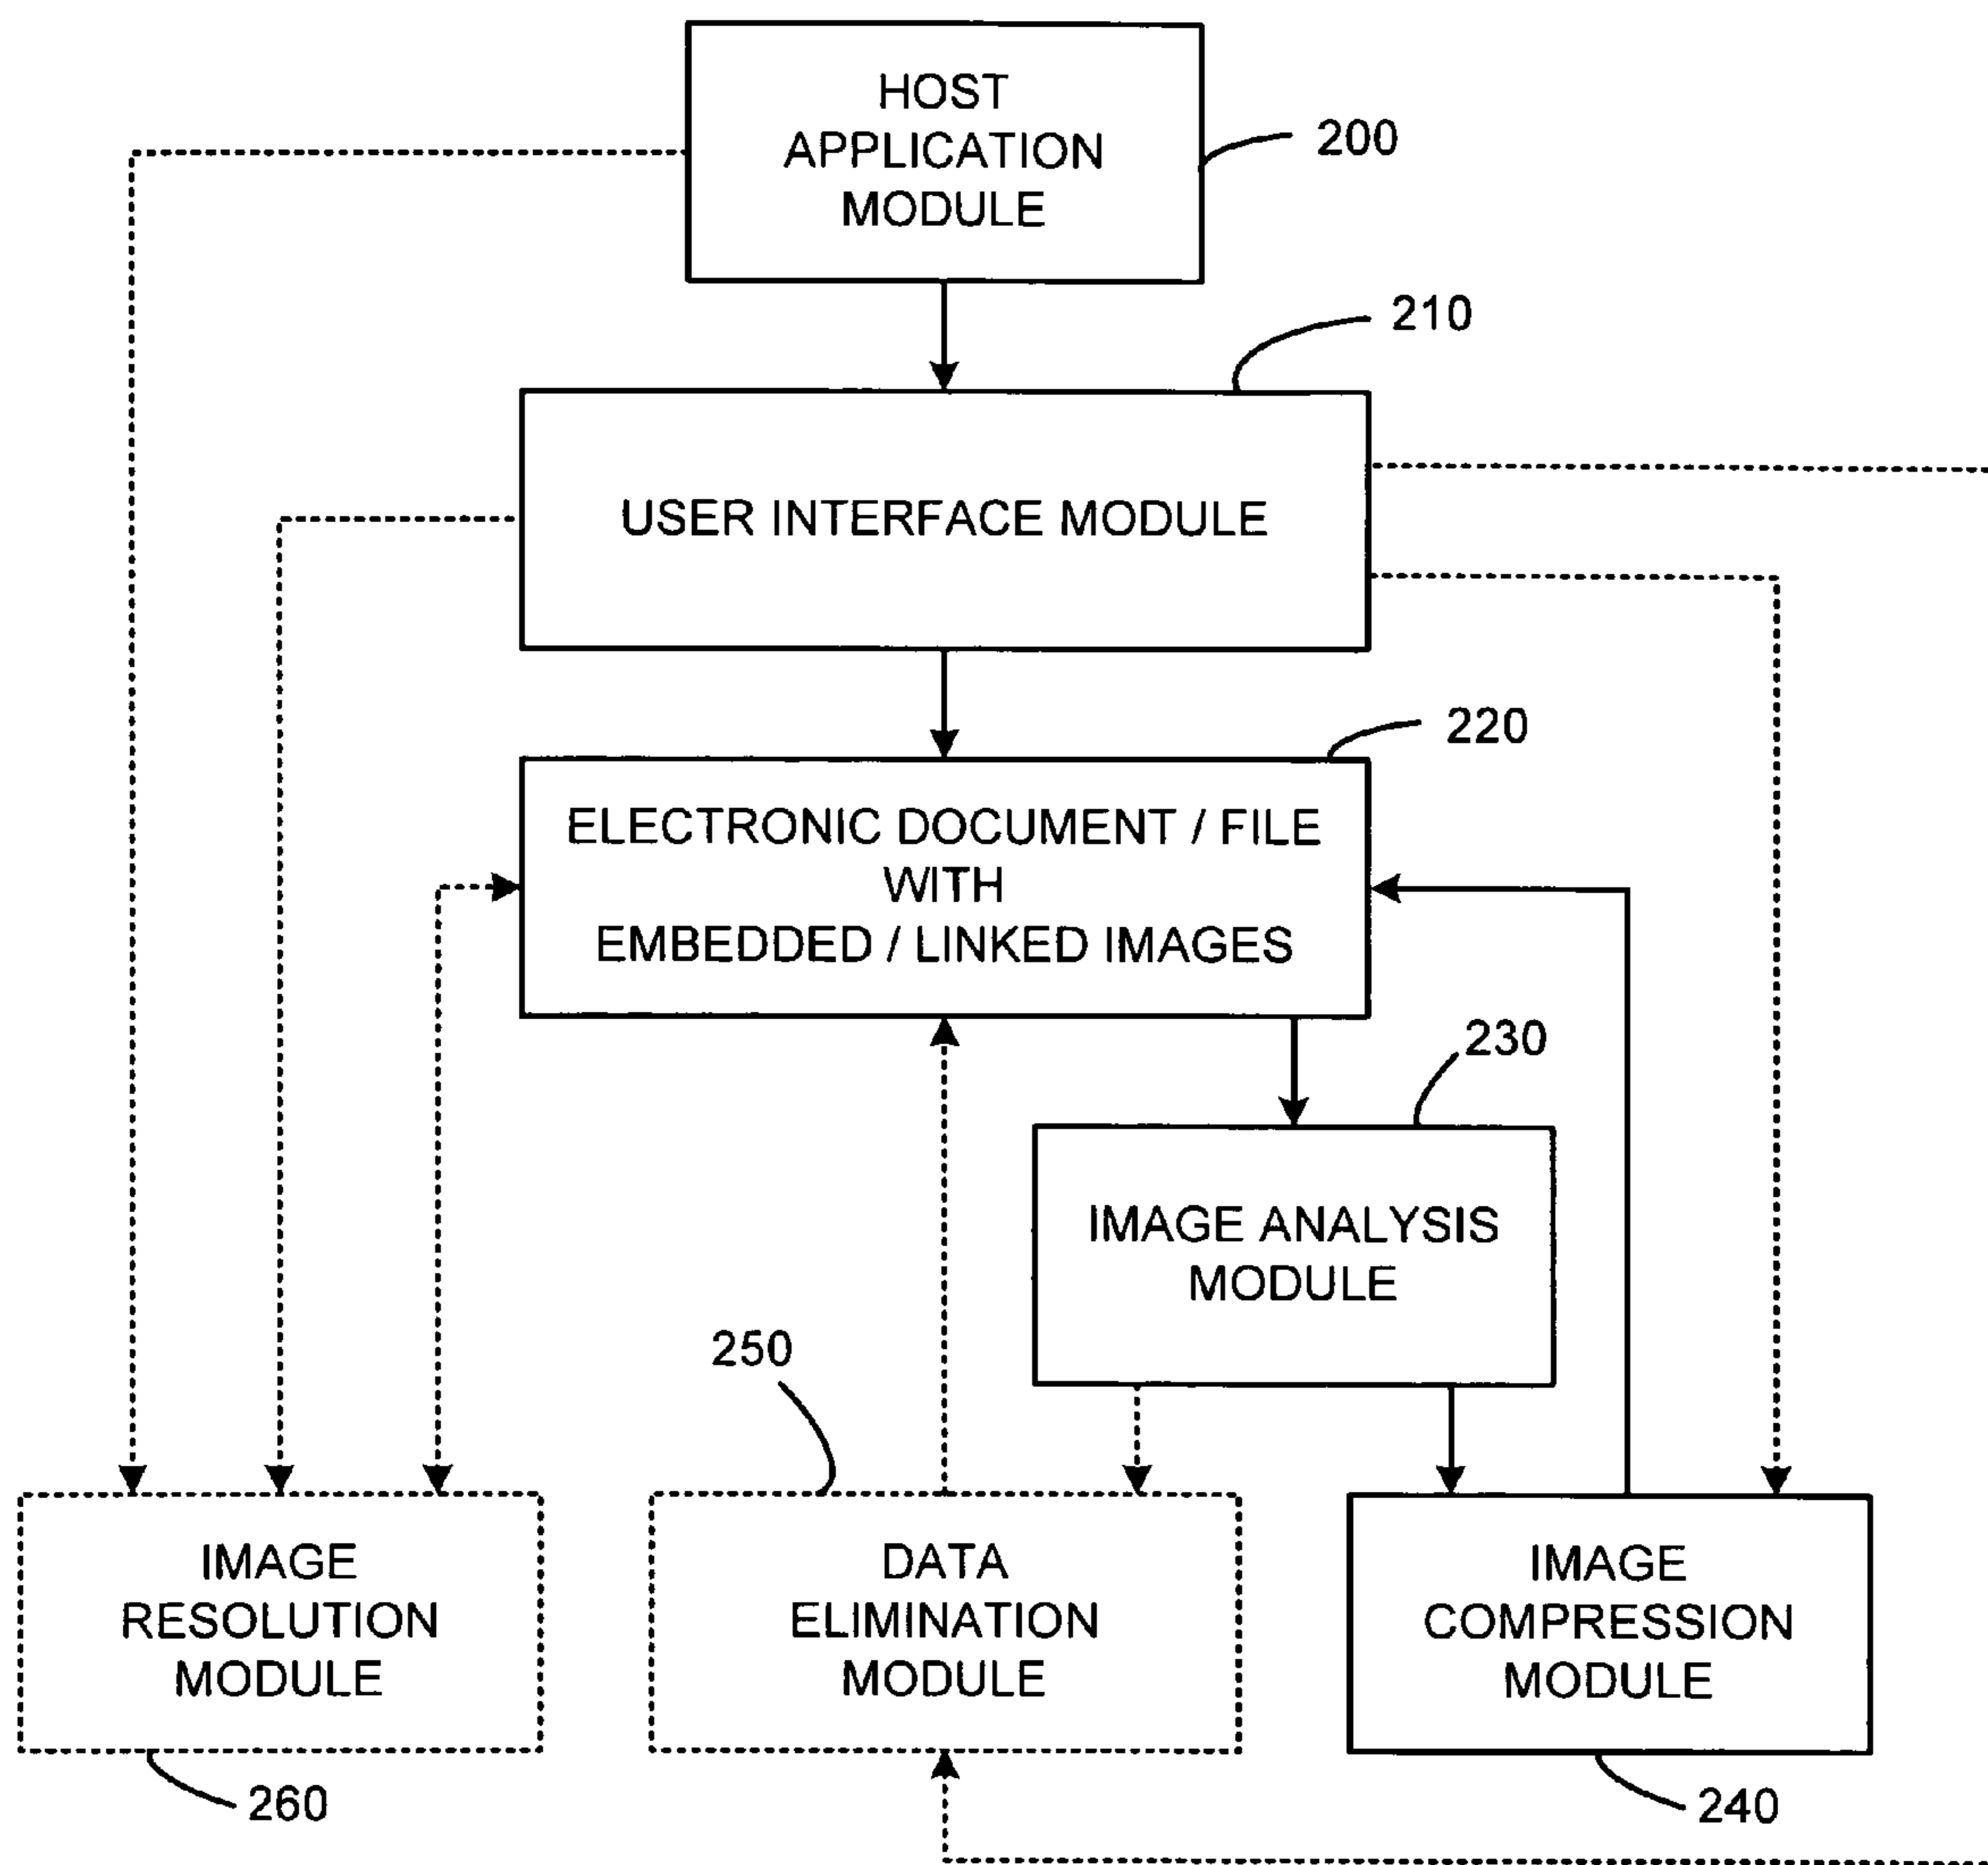 HOST
APPLICATION
MODULE
200
210
USER INTERFACE MODULE
220
ELECTRONIC DOCUMENT / FILE
WITH
EMBEDDED / LINKED IMAGES
230
IMAGE ANALYSIS
MODULE
250
IMAGE
RESOLUTION
MODULE
260
DATA
ELIMINATION
MODULE
IMAGE
COMPRESSION
MODULE
240